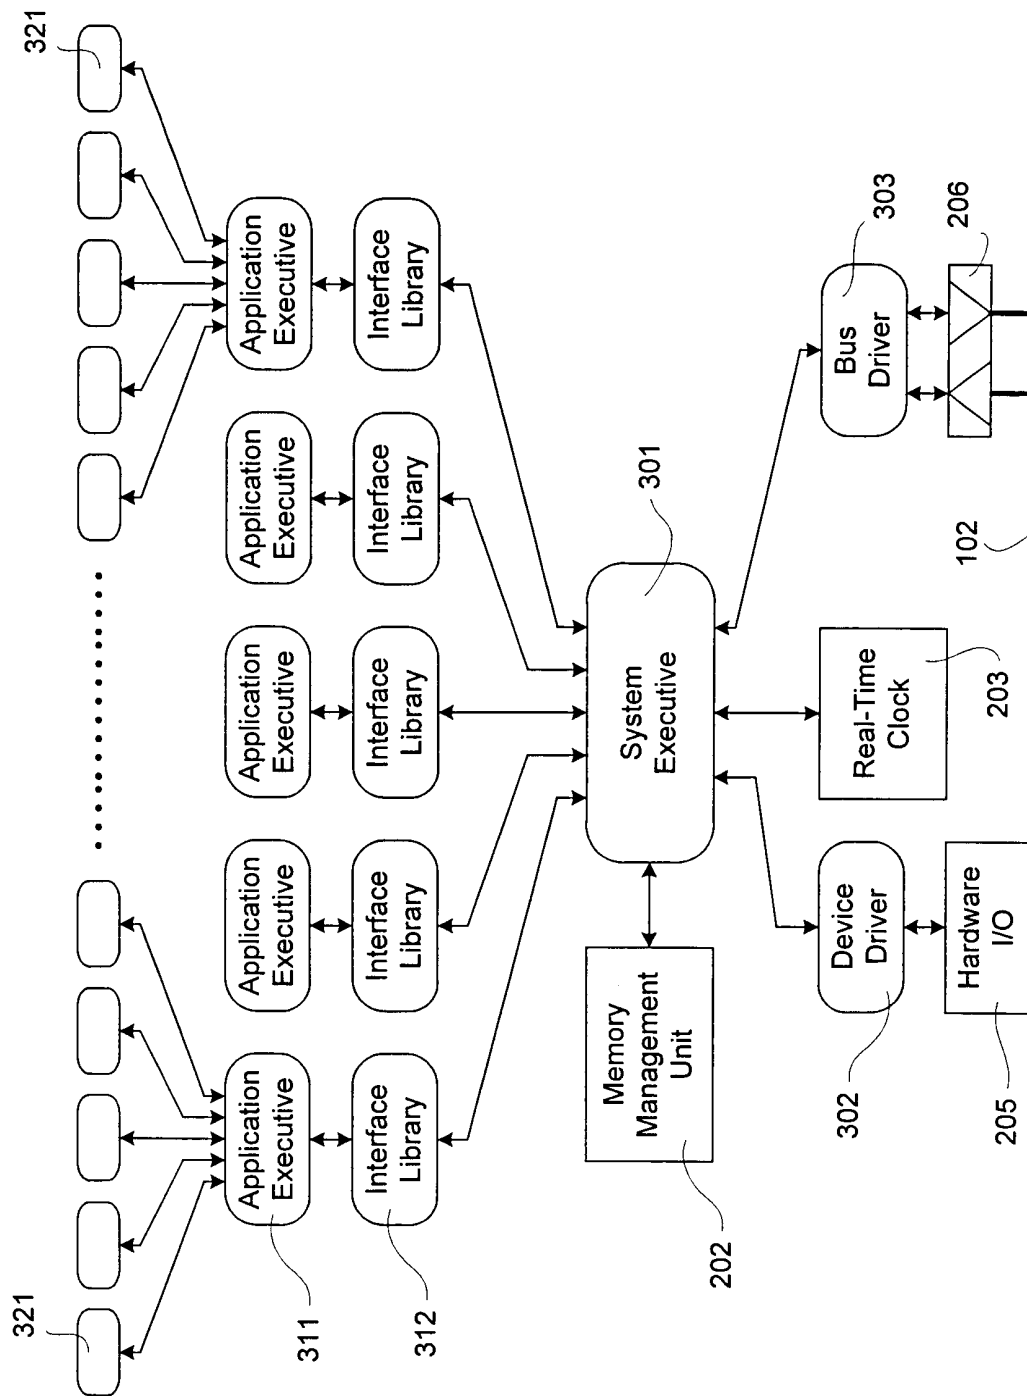 321
321
Application
Executive
Application
Executive
Application
Executive
Application
Executive
Application
Executive
311
Interface
Library
Interface
Library
Interface
Library
Interface
Library
Interface
Library
312
Memory
Management
Unit
202
System
Executive
301
Device
Driver
302
Real-Time
Clock
203
Bus
Driver
303
Hardware
I/O
205
102
206